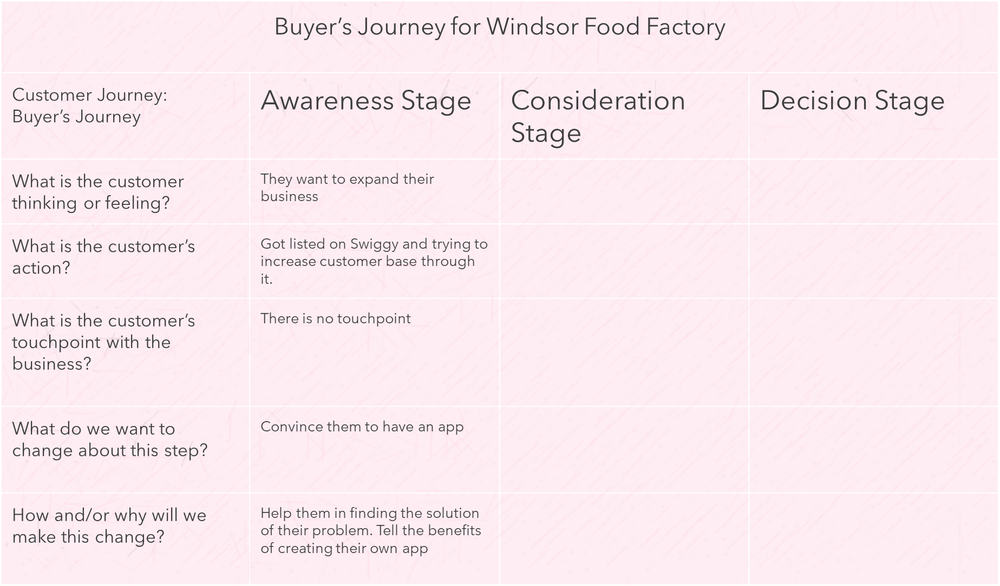 Buyer’s Journey for Windsor Food Factory
Customer Journey:
Buyer’s Journey
Awareness Stage
Consideration
Stage
Decision Stage
What is the customer
thinking or feeling?
They want to expand their
business
What is the customer’s
action?
Got listed on Swiggy and trying to
increase customer base through
it.
What is the customer’s
touchpoint with the
business?
There is no touchpoint
What do we want to
change about this step?
Convince them to have an app
How and/or why will we
make this change?
Help them in finding the solution
of their problem. Tell the benefits
of creating their own app